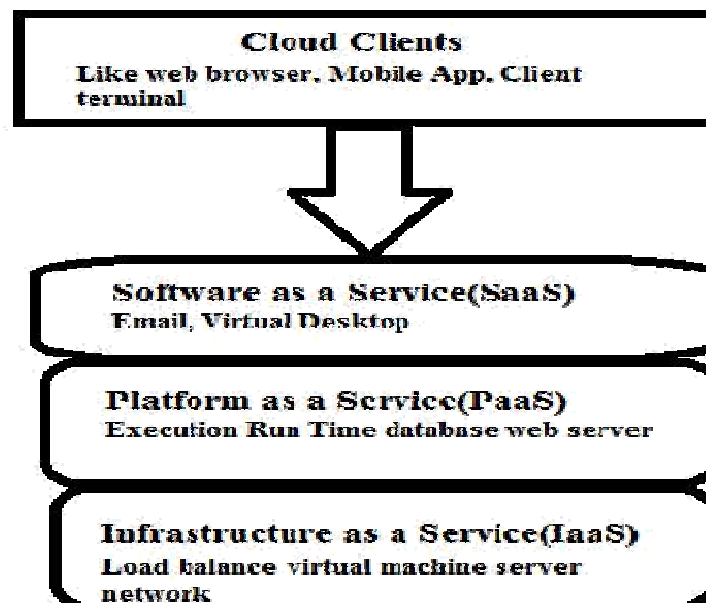 Cloud Clients
Like web browser, Mobile App, Client
terminal
Software as a Service(SaaS)
Email, Virtual Desktop
Platform as a Service(PaaS)
Execution Run Time database web server
Infrastructure as a Service(IaaS)
Load balance virtual machine server
network